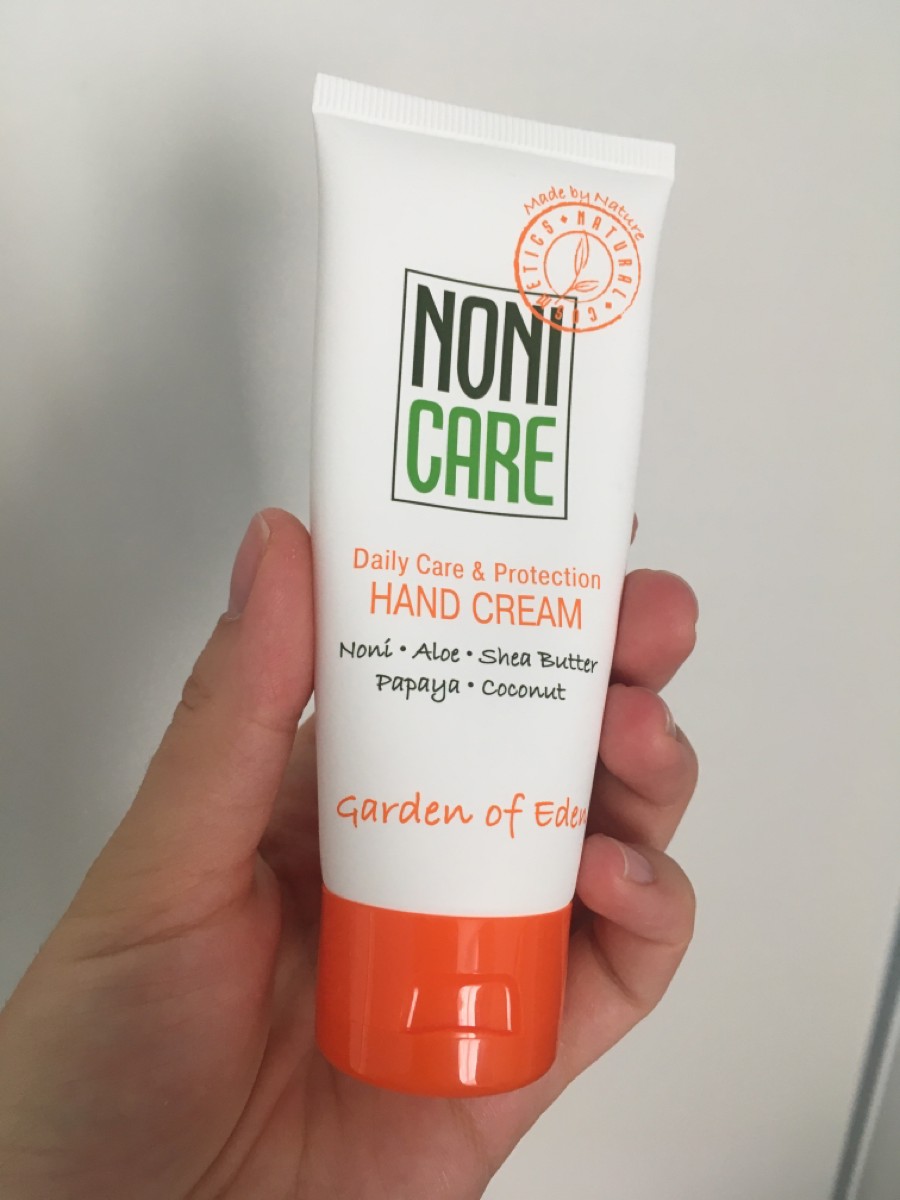 Made by Nature
NATURAL • COSMETICS •
NONI
CARE
Daily Care & Protection
HAND CREAM
Noni • Aloe • Shea Butter
Papaya • Coconut
Garden of Eden